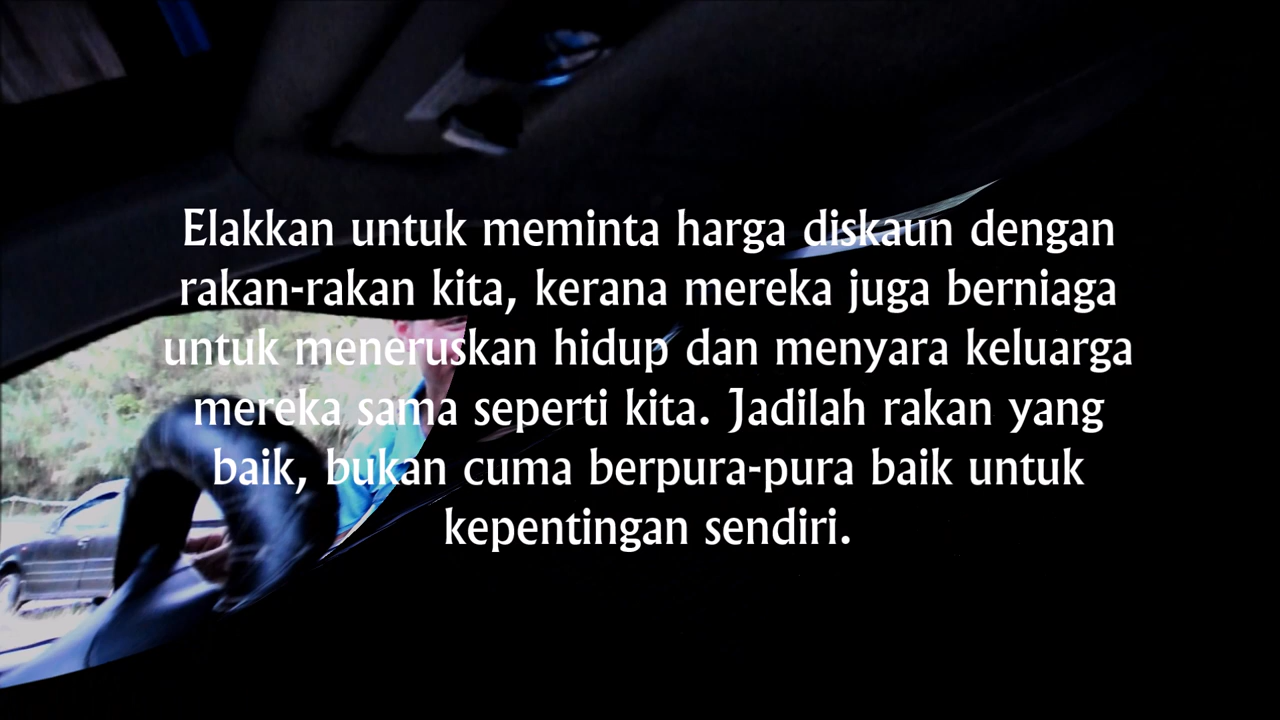 Elakkan untuk meminta harga diskaun dengan
rakan-rakan kita, kerana mereka juga berniaga
untuk meneruskan hidup dan menyara keluarga
mereka sama seperti kita. Jadilah rakan yang
baik, bukan cuma berpura-pura baik untuk
kepentingan sendiri.